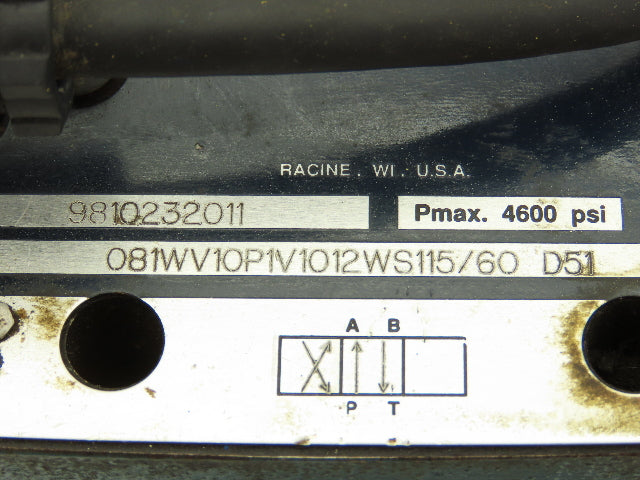 RACINE. WI. U.S.A.
9810232011 Pmax. 4600 psi
081WV10P1V1012WS115/60 D51
A B
P T